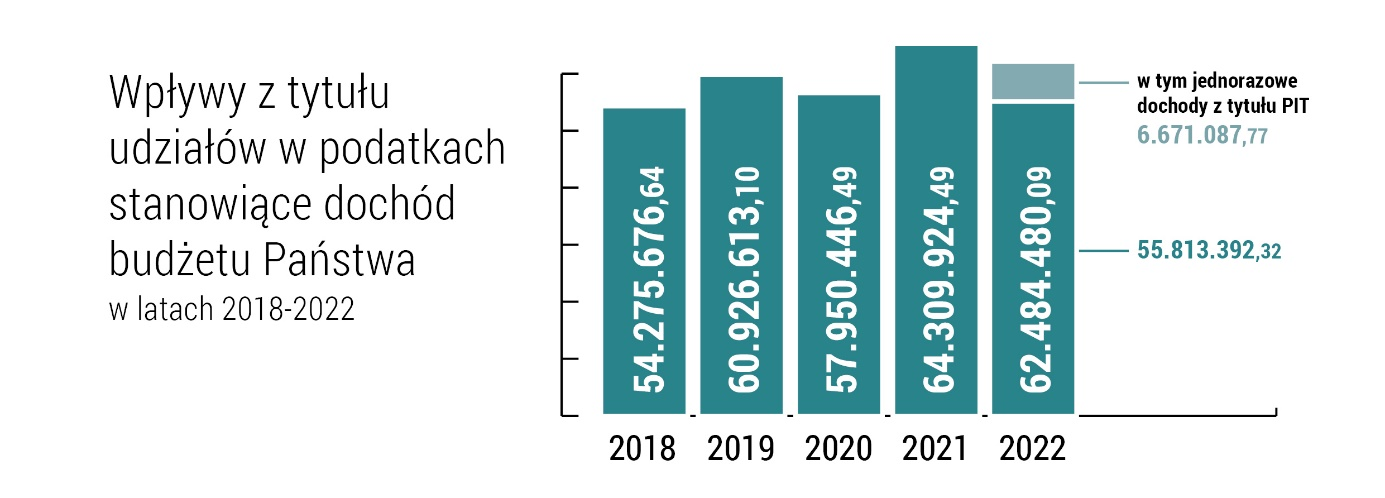 Wpływy z tytułu
udziałów w podatkach
stanowiące dochód
budżetu Państwa
w latach 2018-2022
54.275.676,64
60.926.613,10
57.950.446,49
64.309.924,49
62.484.480,09
w tym jednorazowe
dochody z tytułu PIT
6.671.087,77
55.813.392,32
2018 2019 2020 2021 2022